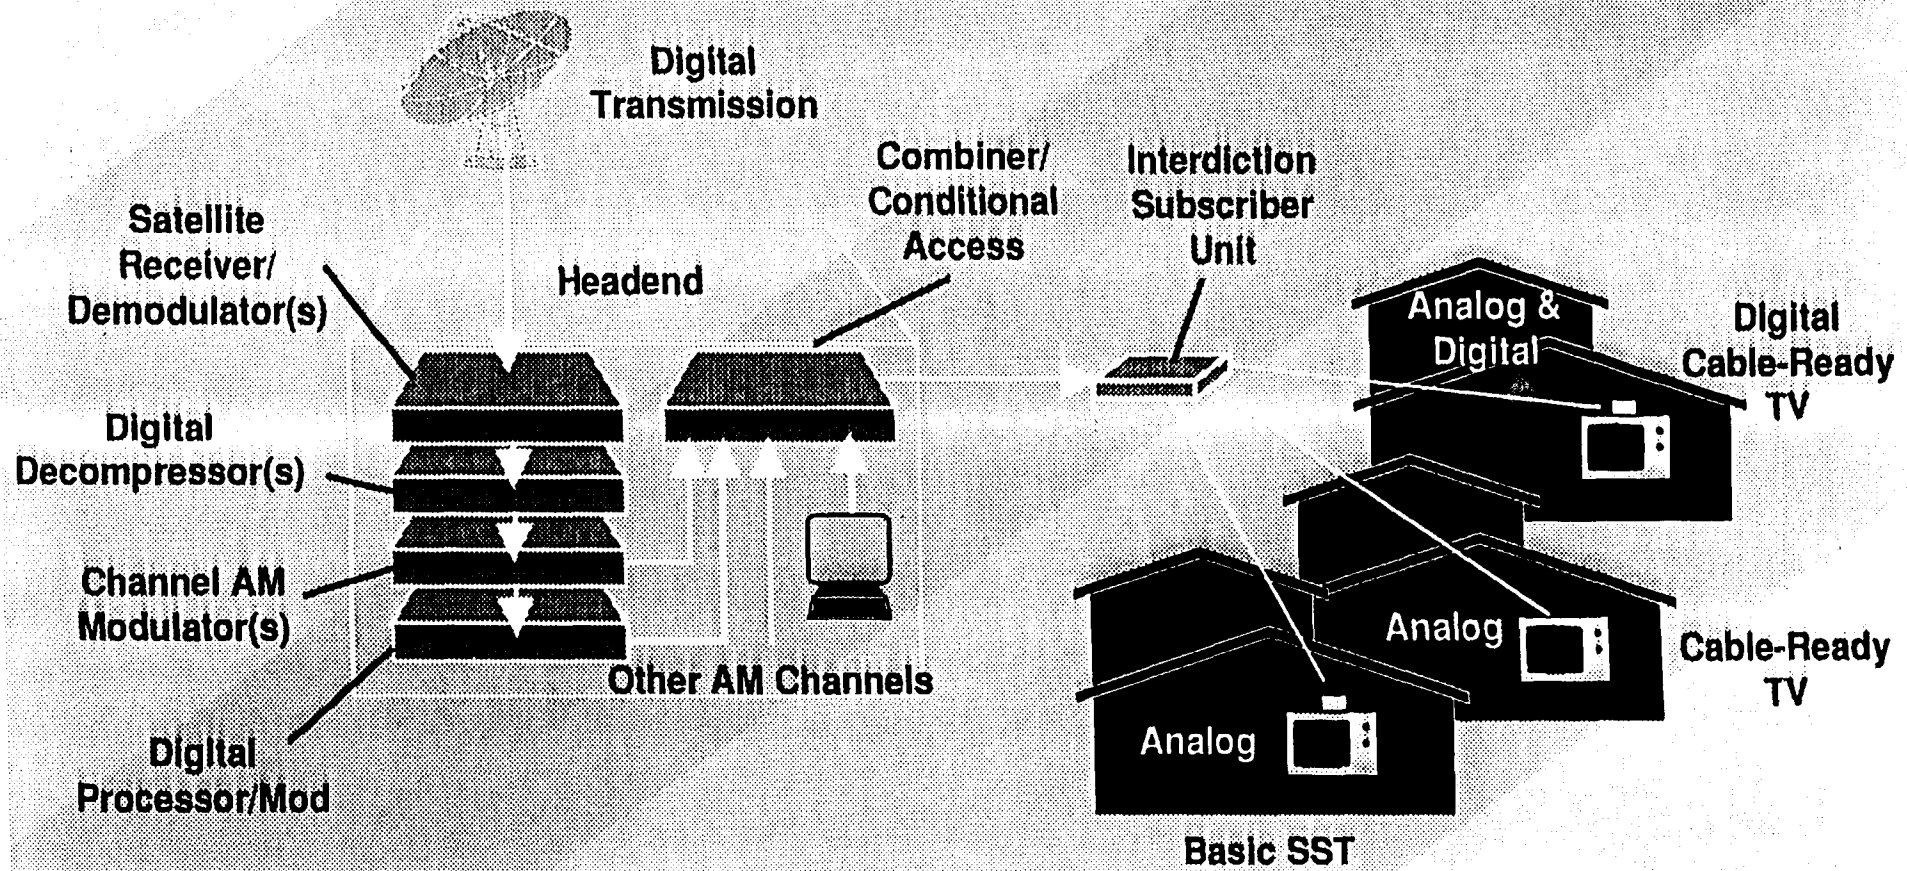 Digital
Transmission
Combiner/
Conditional
Access
Interdiction
Subscriber
Unit
Satellite
Receiver/
Demodulator(s)
Headend
Analog &
Digital
Digital
Cable-Ready
TV
Digital
Decompressor(s)
Channel AM
Modulator(s)
Analog
Cable-Ready
TV
Other AM Channels
Digital
Processor/Mod
Analog
Basic SST